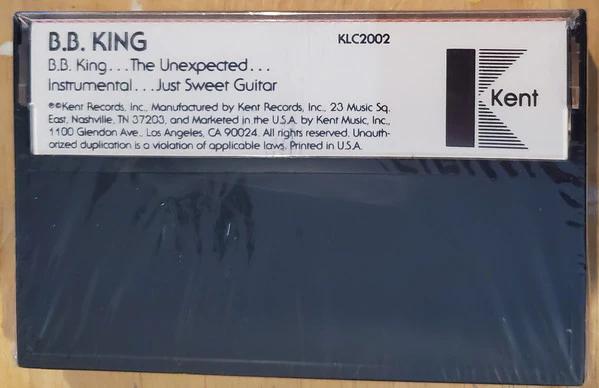 B.B. KING
KLC2002
B.B. King...The Unexpected...
Instrumental...Just Sweet Guitar
℗©Kent Records, Inc., Manufactured by Kent Records, Inc., 23 Music Sq.
East, Nashville, TN 37203, and Marketed in the U.S.A. by Kent Music, Inc.,
1100 Glendon Ave., Los Angeles, CA 90024. All rights reserved. Unauth-
orized duplication is a violation of applicable laws. Printed in U.S.A.
Kent